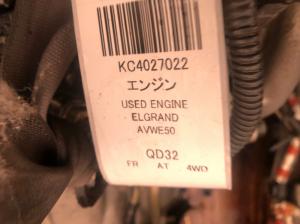 KC4027022
エンジン
USED ENGINE
ELGRAND
AVWE50
QD32
FR AT 4WD